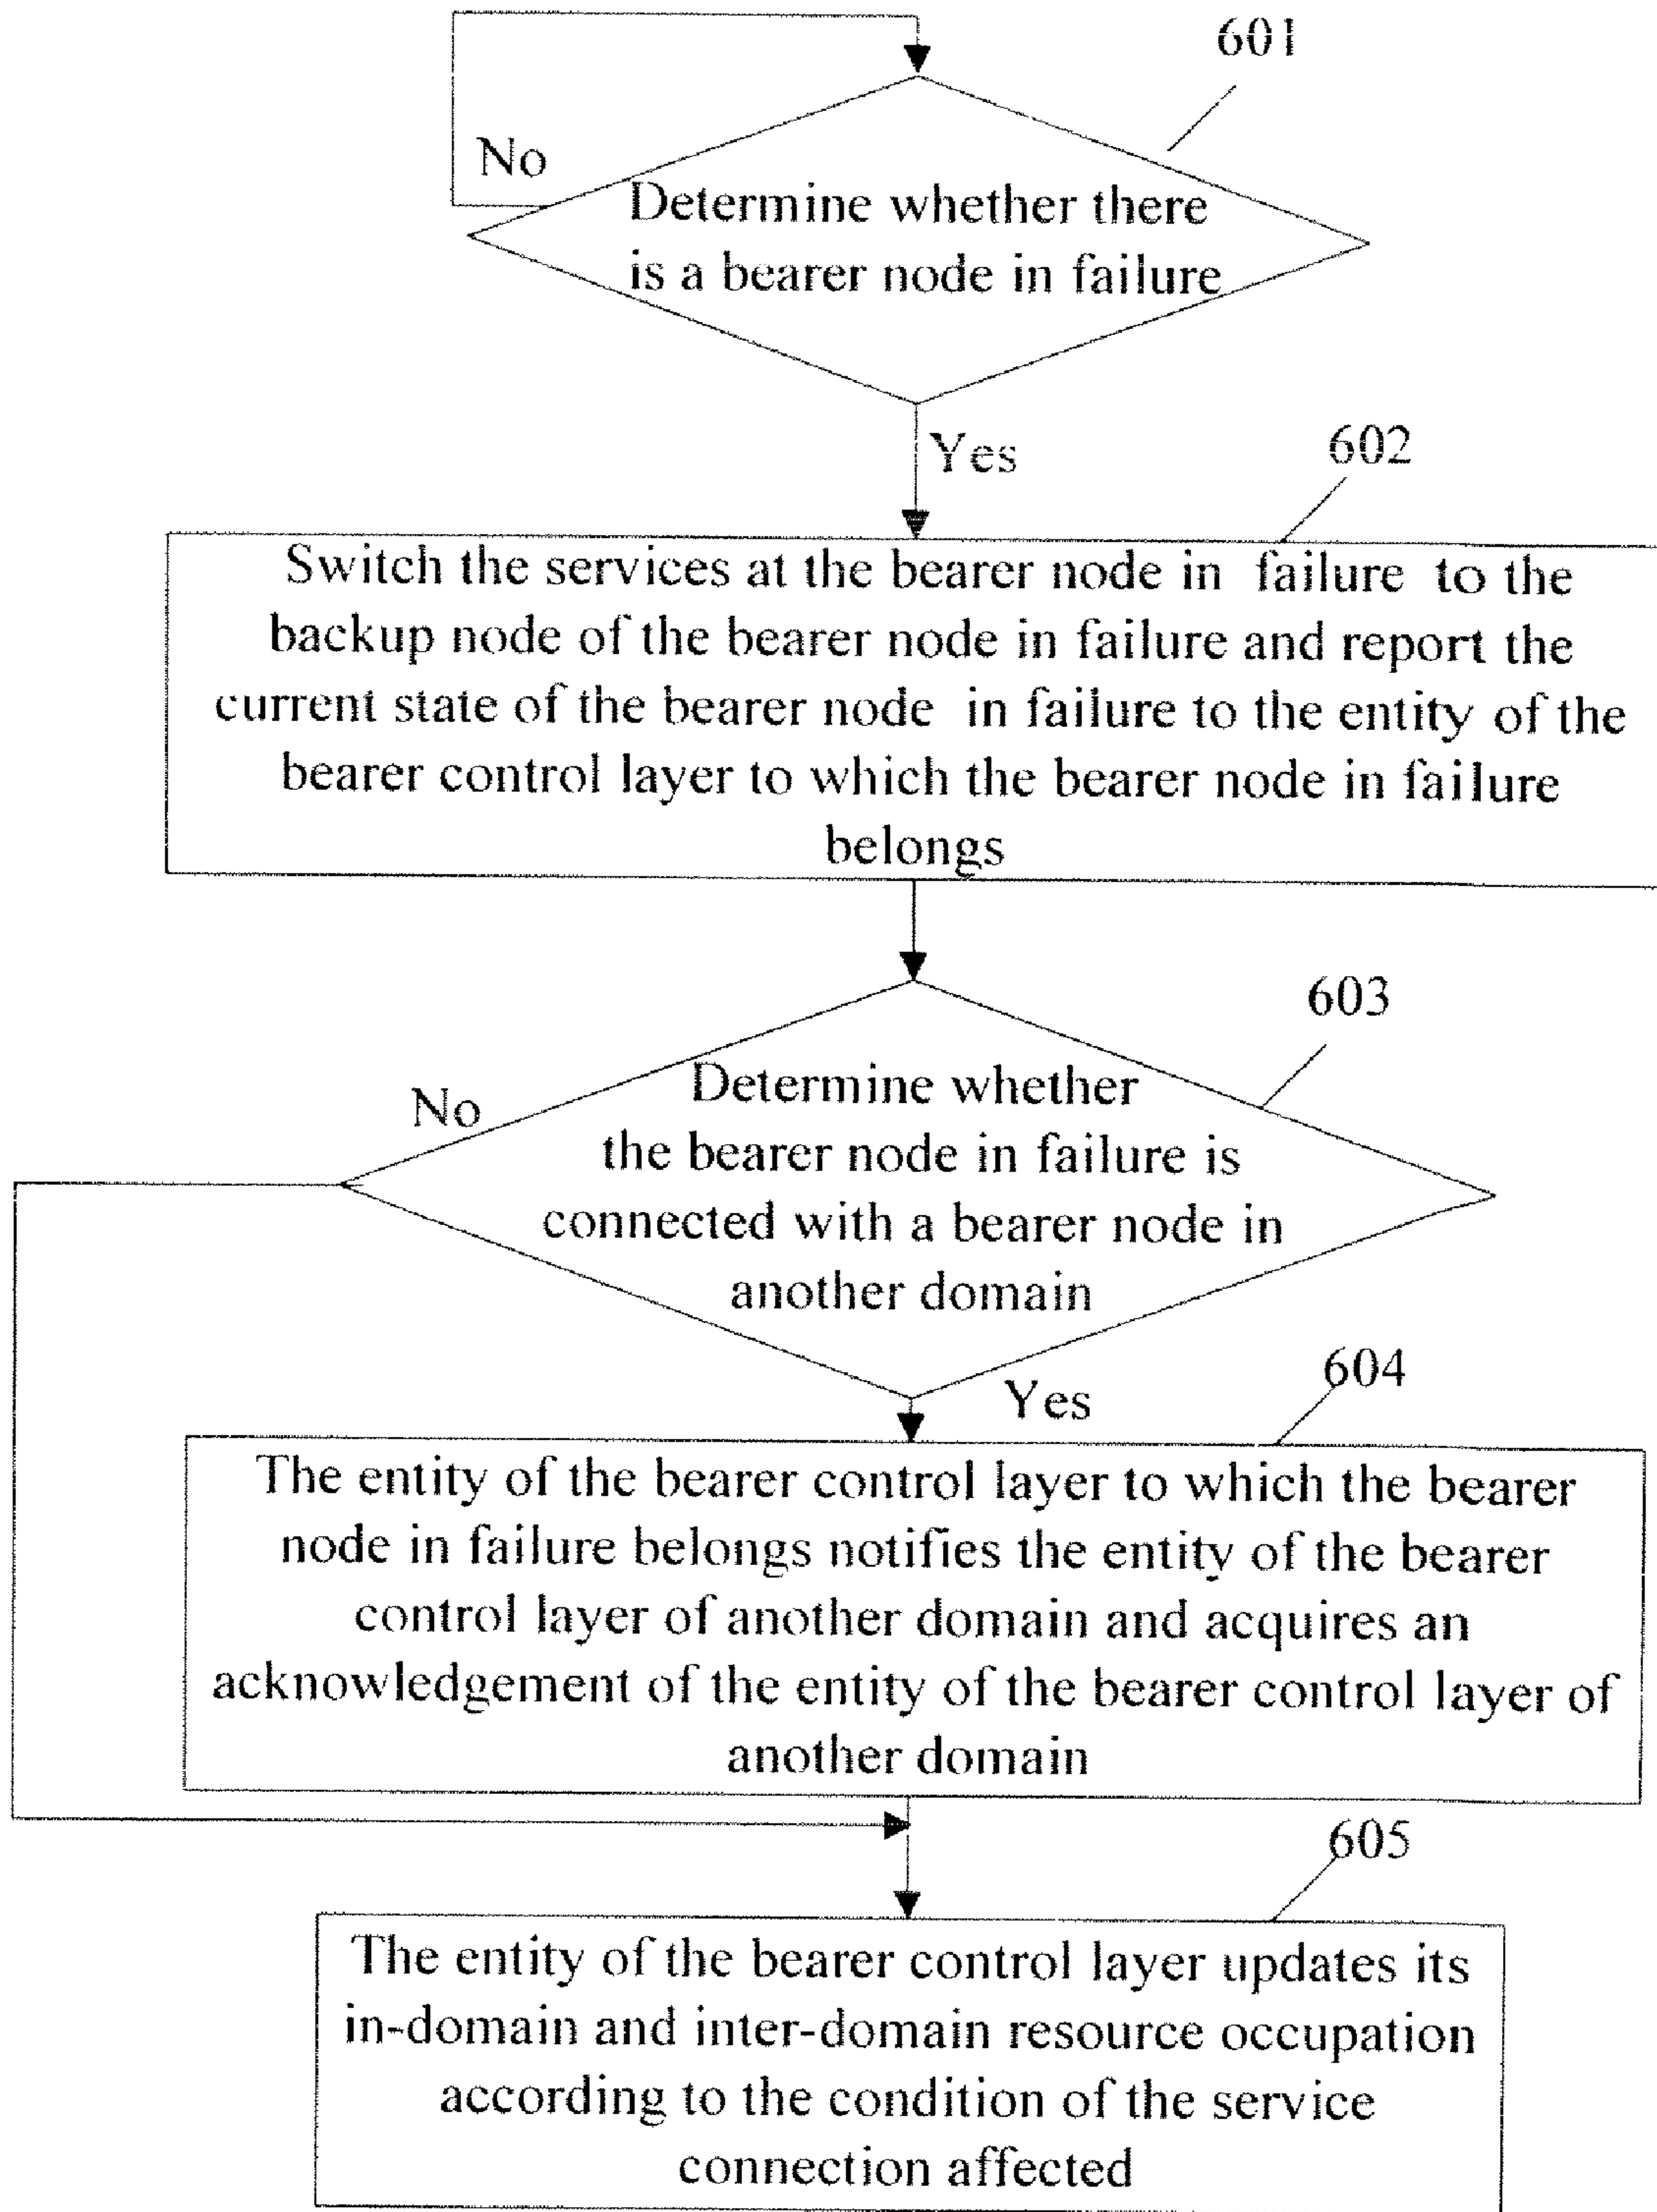 601
No
Determine whether there
is a bearer node in failure
Yes
602
Switch the services at the bearer node in failure to the
backup node of the bearer node in failure and report the
current state of the bearer node in failure to the entity of the
bearer control layer to which the bearer node in failure
belongs
603
No
Determine whether
the bearer node in failure is
connected with a bearer node in
another domain
604
Yes
The entity of the bearer control layer to which the bearer
node in failure belongs notifies the entity of the bearer
control layer of another domain and acquires an
acknowledgement of the entity of the bearer control layer of
another domain
605
The entity of the bearer control layer updates its
in-domain and inter-domain resource occupation
according to the condition of the service
connection affected